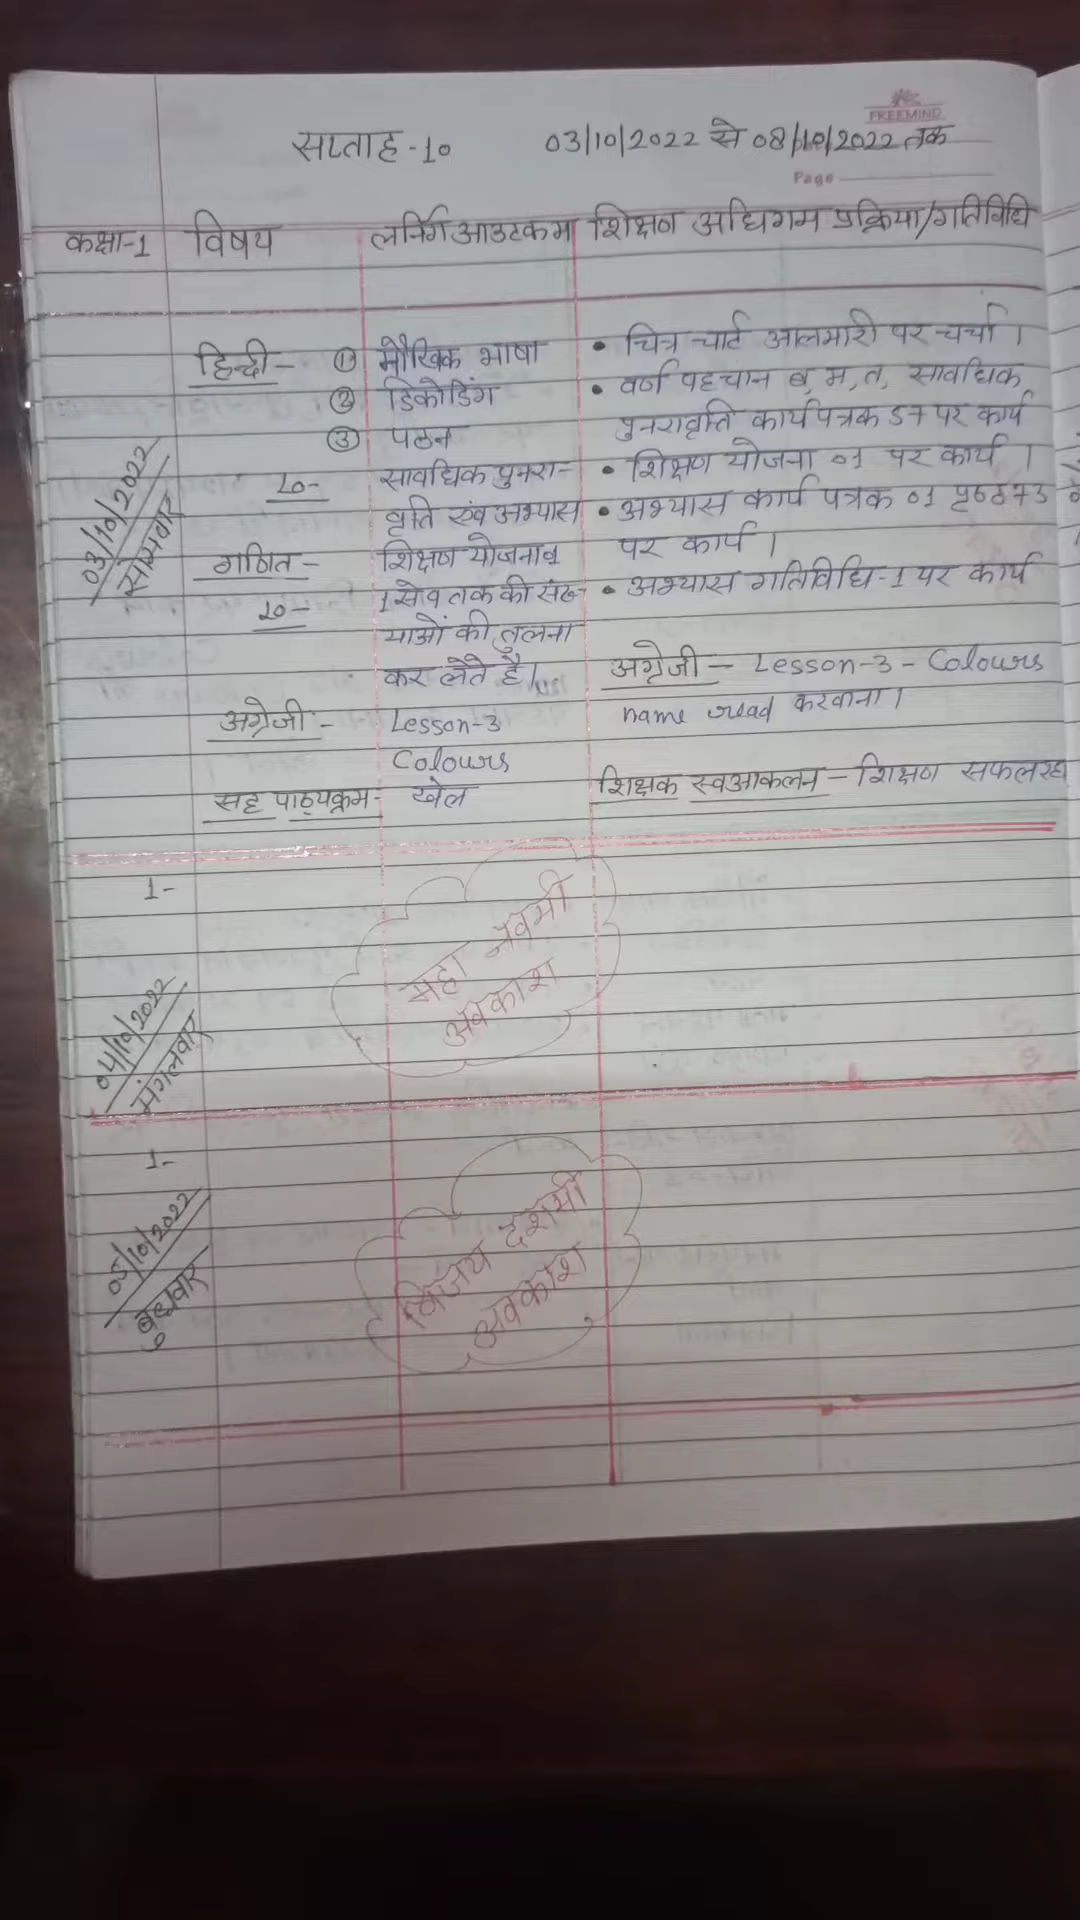 FREEMIND
सप्ताह-10 03/10/2022 से 08/10/2022 तक
Page
कक्षा-1 विषय लर्निंग आउटकम शिक्षण अधिगम प्रक्रिया/गतिविधि
03/10/2022
सोमवार
हिन्दी- ① मौखिक भाषा
② डिकोडिंग
③ पठन
LO- सावधिक पुनरा-
वृति एवं अभ्यास
गणित- शिक्षण योजना
LO- 1 से तक की संख-
याओं की तुलना
कर लेते है।
अग्रेजी:- Lesson-3
Colours
सह पाठ्यक्रम- खेल
• चित्र चार्ट आलमारी पर चर्चा।
• वर्ण पहचान ब, म, त, सावधिक
पुनरावृति कार्यपत्रक 57 पर कार्य
• शिक्षण योजना 01 पर कार्य।
• अभ्यास कार्य पत्रक 01 पृष्ठ 73
पर कार्य।
• अभ्यास गतिविधि-1 पर कार्य
अग्रेजी- Lesson-3-Colours
name read करवाना।
शिक्षक स्वआकलन- शिक्षण सफल रहा
1-
04/10/2022
मंगलवार
महा नवमी
अवकाश
1-
05/10/2022
बुधवार
विजय दशमी
अवकाश